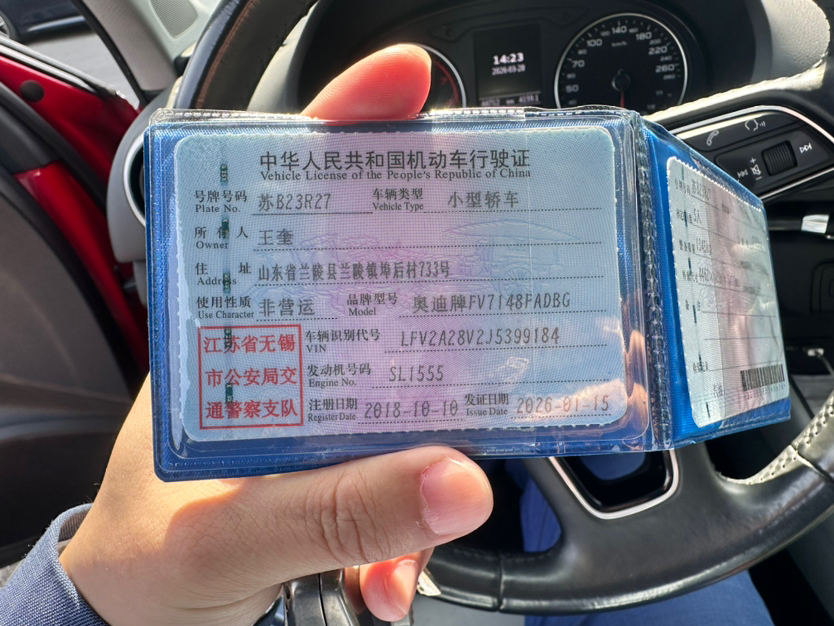 14:23
2026-03-28
中华人民共和国机动车行驶证
Vehicle License of the People's Republic of China
号牌号码 苏B23R27 车辆类型 小型轿车
Plate No. Vehicle Type
所有人 王奎
Owner
住址 山东省兰陵县兰陵镇埠后村733号
Address
使用性质 非营运 品牌型号 奥迪牌FV7148FADBG
Use Character Model
江苏省无锡
市公安局交
通警察支队
车辆识别代号 LFV2A28V2J5399184
VIN
发动机号码 SL1555
Engine No.
注册日期 2018-10-10 发证日期 2026-01-15
Register Date Issue Date